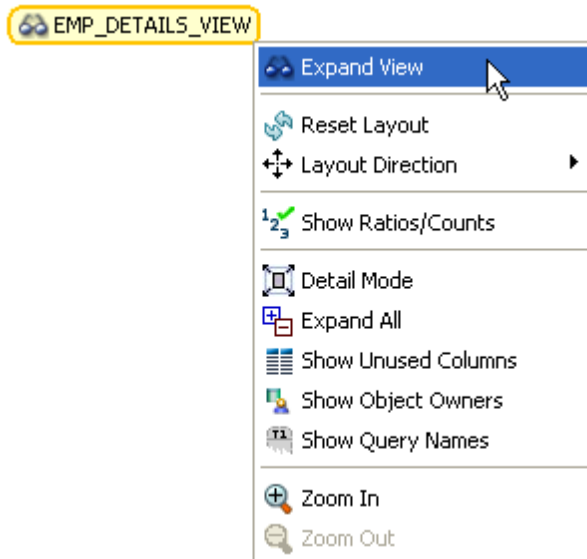 EMP_DETAILS_VIEW
Expand View
Reset Layout
Layout Direction
Show Ratios/Counts
Detail Mode
Expand All
Show Unused Columns
Show Object Owners
Show Query Names
Zoom In
Zoom Out